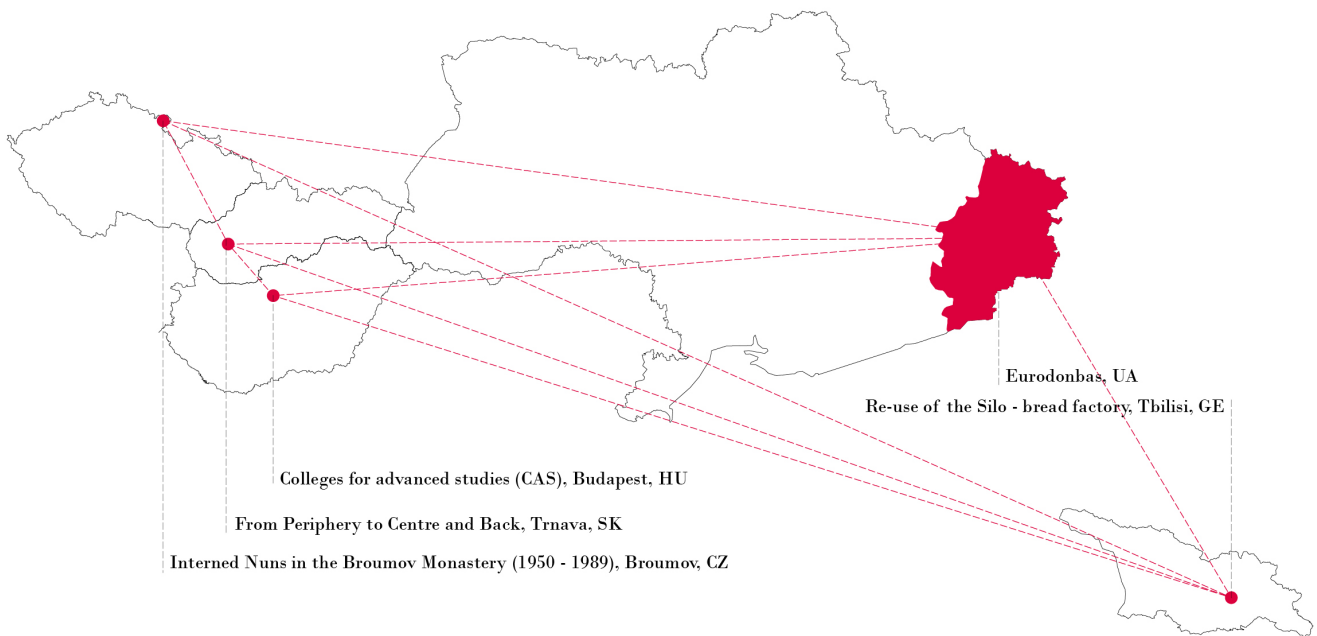 Eurodonbas, UA
Re-use of the Silo - bread factory, Tbilisi, GE
Colleges for advanced studies (CAS), Budapest, HU
From Periphery to Centre and Back, Trnava, SK
Interned Nuns in the Broumov Monastery (1950 - 1989), Broumov, CZ